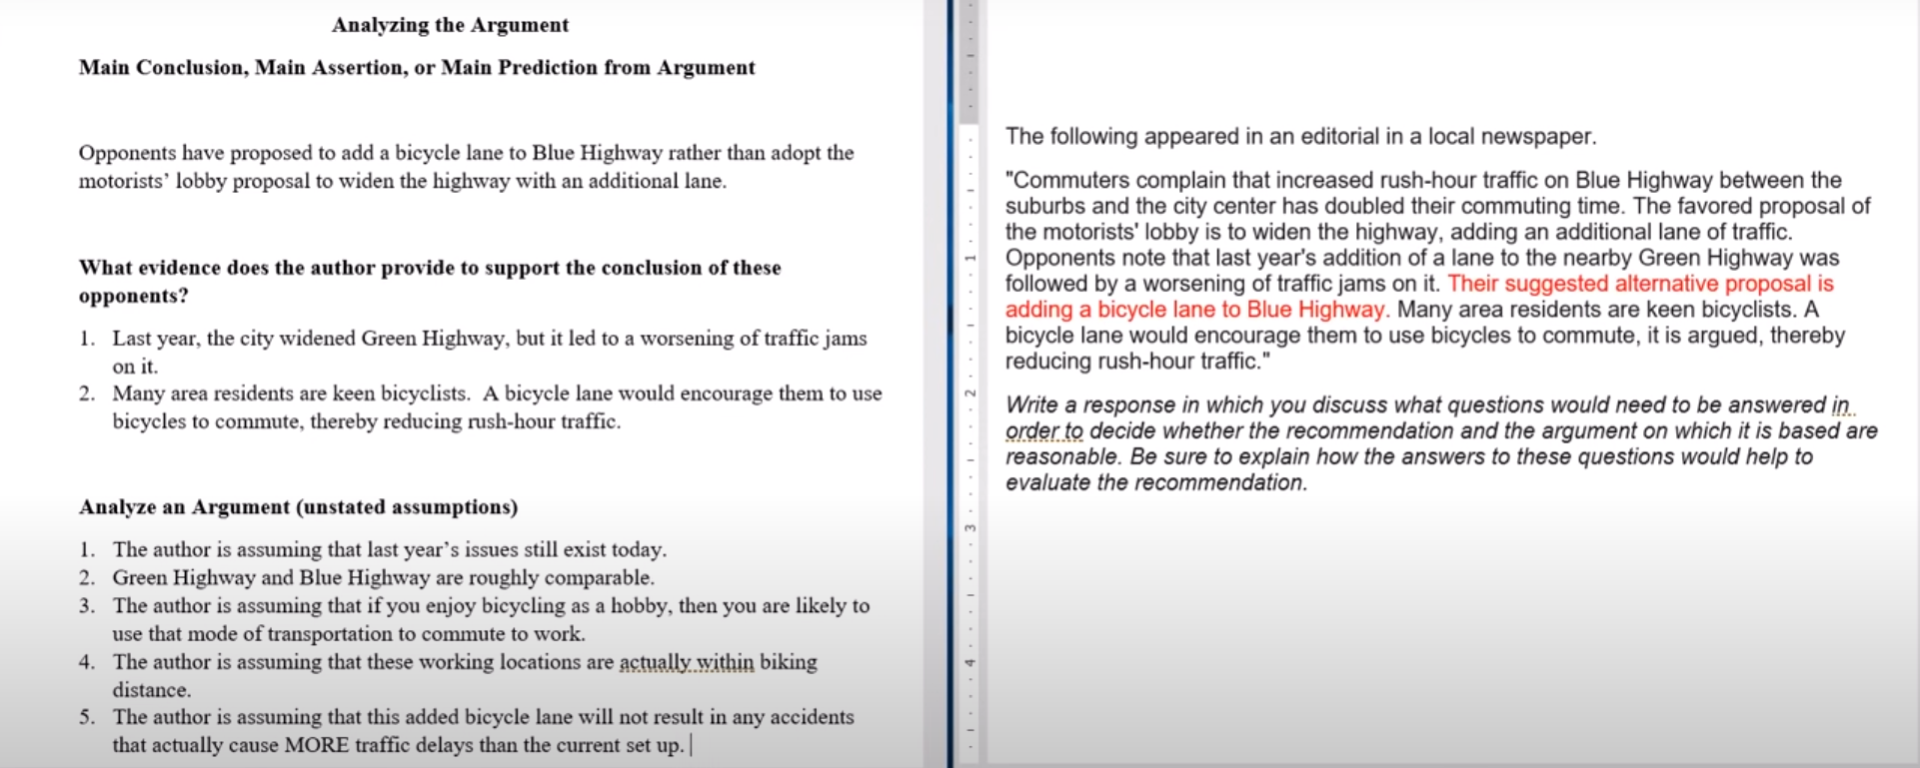 Analyzing the Argument
Main Conclusion, Main Assertion, or Main Prediction from Argument
Opponents have proposed to add a bicycle lane to Blue Highway rather than adopt the
motorists’ lobby proposal to widen the highway with an additional lane.
What evidence does the author provide to support the conclusion of these
opponents?
1. Last year, the city widened Green Highway, but it led to a worsening of traffic jams
on it.
2. Many area residents are keen bicyclists.  A bicycle lane would encourage them to use
bicycles to commute, thereby reducing rush-hour traffic.
Analyze an Argument (unstated assumptions)
1. The author is assuming that last year’s issues still exist today.
2. Green Highway and Blue Highway are roughly comparable.
3. The author is assuming that if you enjoy bicycling as a hobby, then you are likely to
use that mode of transportation to commute to work.
4. The author is assuming that these working locations are actually within biking
distance.
5. The author is assuming that this added bicycle lane will not result in any accidents
that actually cause MORE traffic delays than the current set up.
1
2
3
4
The following appeared in an editorial in a local newspaper.
"Commuters complain that increased rush-hour traffic on Blue Highway between the
suburbs and the city center has doubled their commuting time. The favored proposal of
the motorists' lobby is to widen the highway, adding an additional lane of traffic.
Opponents note that last year's addition of a lane to the nearby Green Highway was
followed by a worsening of traffic jams on it. Their suggested alternative proposal is
adding a bicycle lane to Blue Highway. Many area residents are keen bicyclists. A
bicycle lane would encourage them to use bicycles to commute, it is argued, thereby
reducing rush-hour traffic."
Write a response in which you discuss what questions would need to be answered in
order to decide whether the recommendation and the argument on which it is based are
reasonable. Be sure to explain how the answers to these questions would help to
evaluate the recommendation.